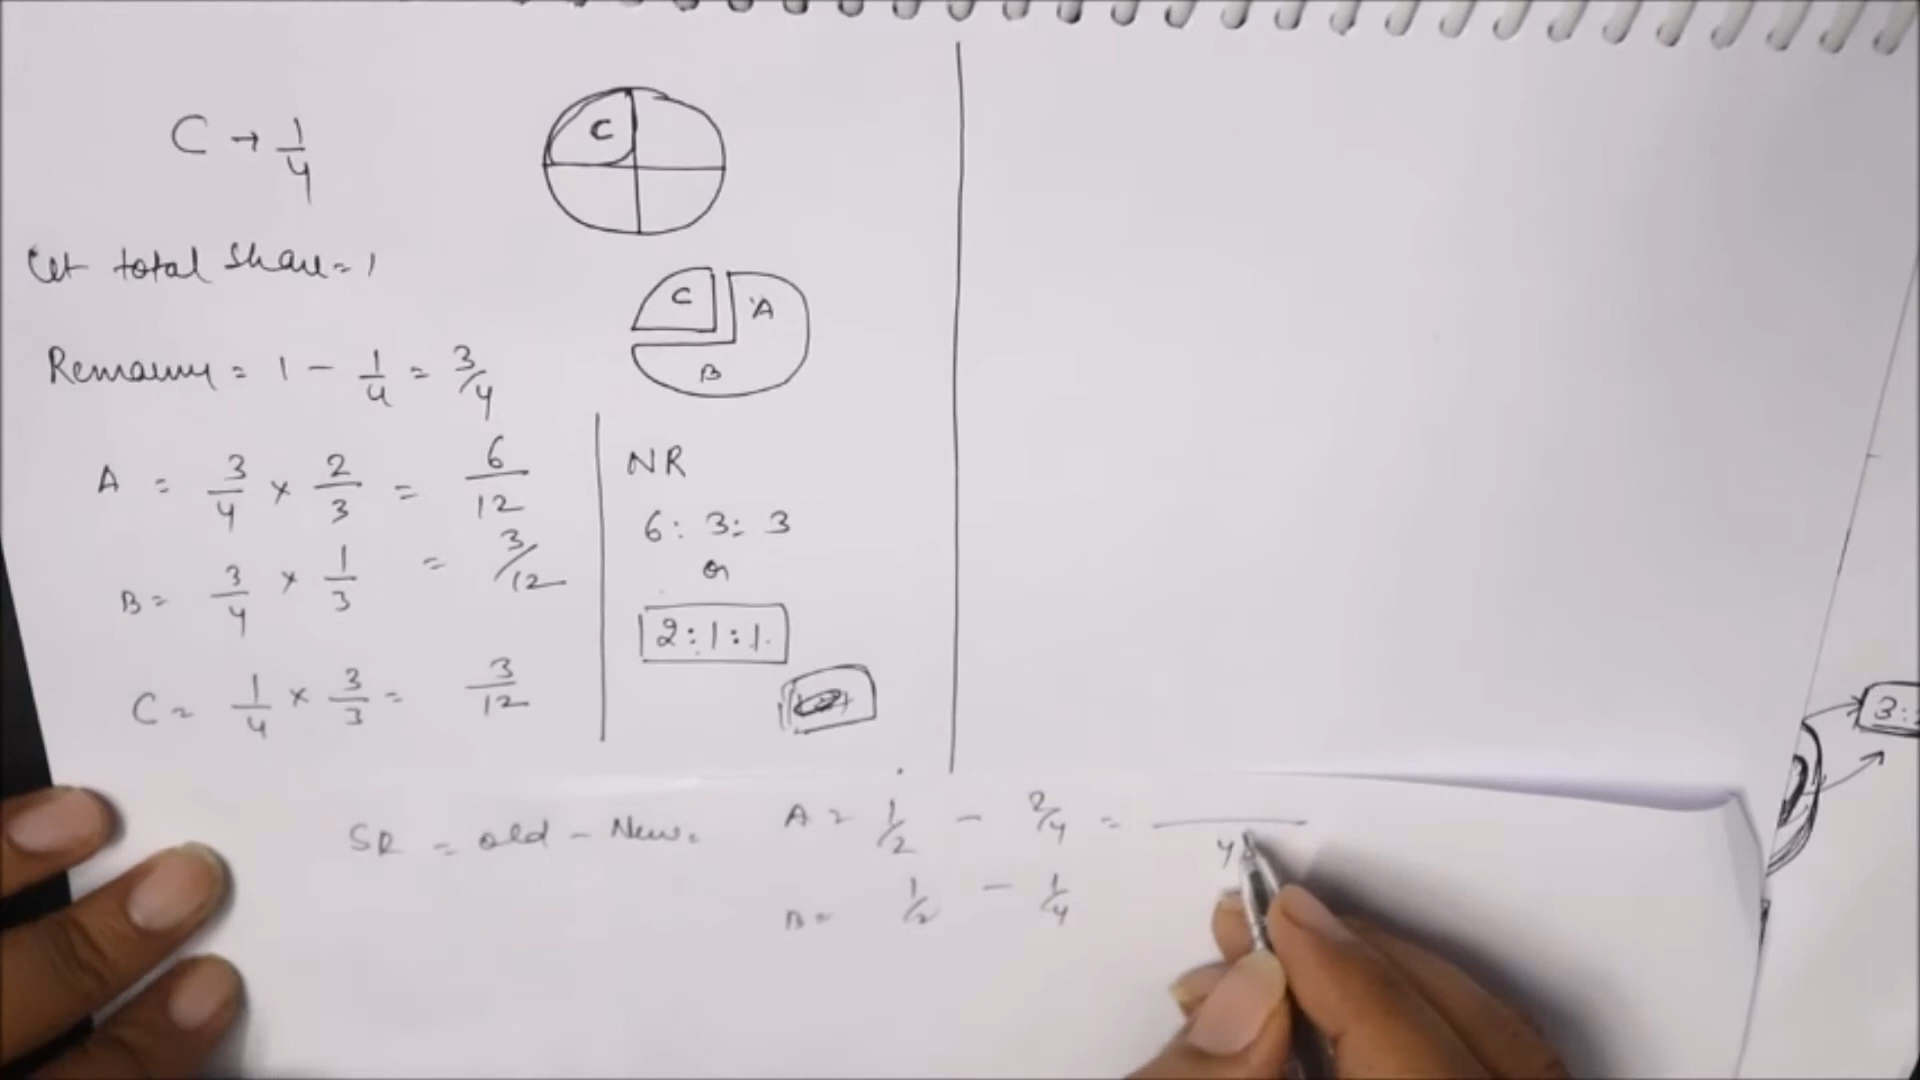 C → 1/4
C
Let total Share = 1
C
A
B
Remaining = 1 - 1/4 = 3/4
A = 3/4 × 2/3 = 6/12
B = 3/4 × 1/3 = 3/12
C = 1/4 × 3/3 = 3/12
NR
6 : 3 : 3
or
2 : 1 : 1
SR = old - New.
A = 1/2 - 2/4 =
4
B = 1/2 - 1/4